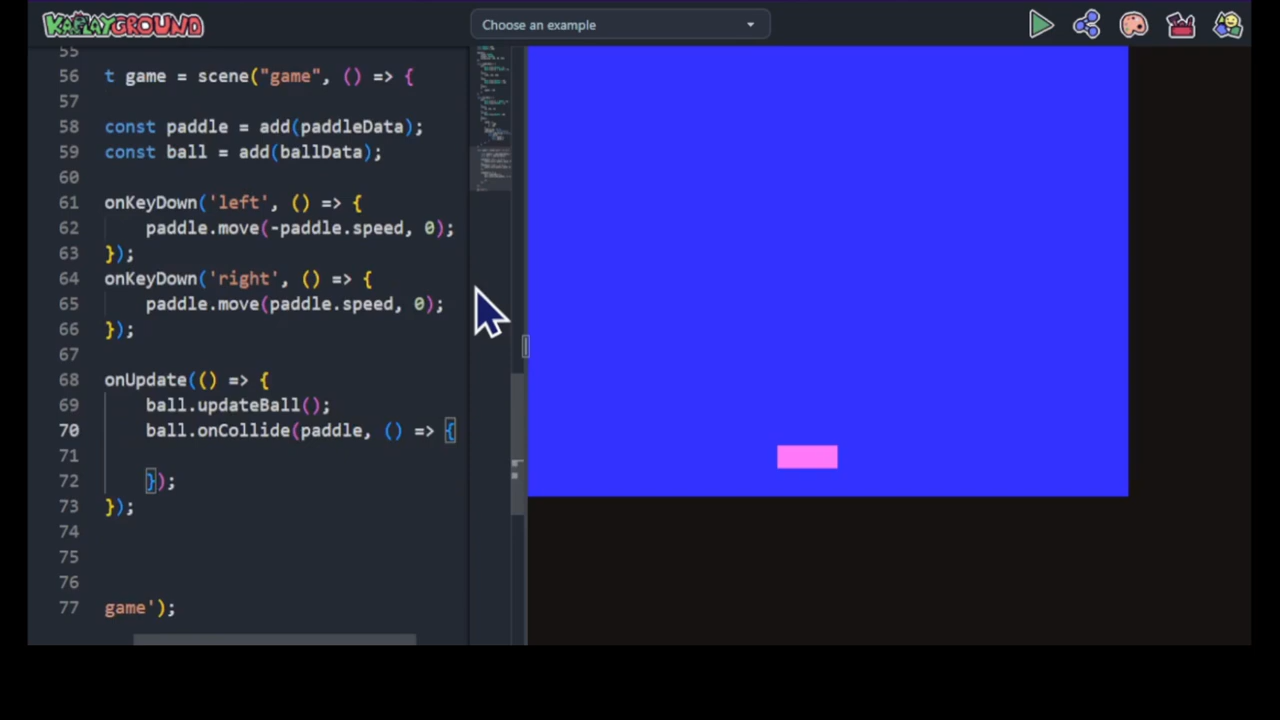 KAPLAYGROUND
Choose an example
55
56 t game = scene("game", () => {
57
58 const paddle = add(paddleData);
59 const ball = add(ballData);
60
61 onKeyDown('left', () => {
62 paddle.move(-paddle.speed, 0);
63 });
64 onKeyDown('right', () => {
65 paddle.move(paddle.speed, 0);
66 });
67
68 onUpdate(() => {
69 ball.updateBall();
70 ball.onCollide(paddle, () => {
71
72 });
73 });
74
75
76
77 game');